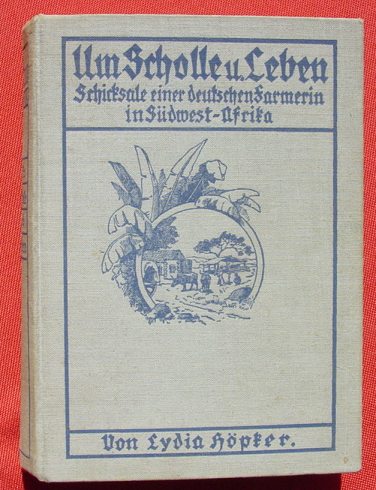 Um Scholle u. Leben
Schicksale einer deutschen Farmerin
in Südwest-Afrika
Von Lydia Höpker.